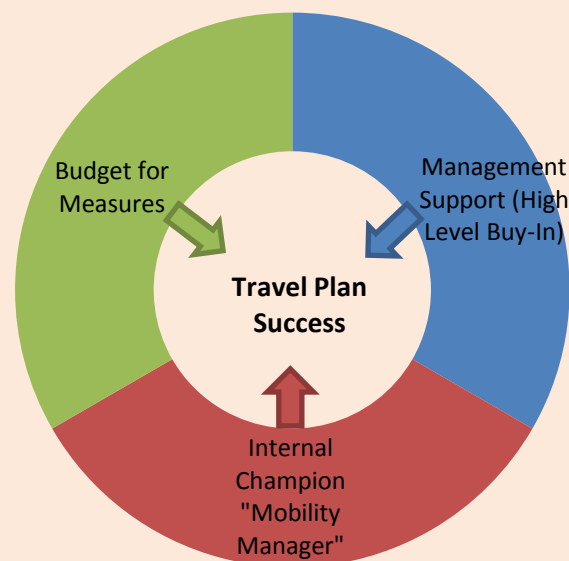 Budget for
Measures
Management
Support (High
Level Buy-In)
Travel Plan
Success
Internal
Champion
"Mobility
Manager"